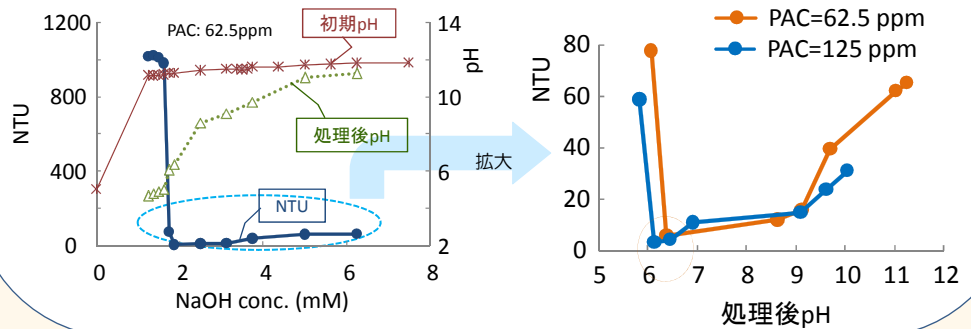 1200
1000
800
400
0
NTU
PAC: 62.5ppm
初期pH
処理後pH
NTU
14
12
10
6
2
pH
0
2
4
6
8
NaOH conc. (mM)
拡大
PAC=62.5 ppm
PAC=125 ppm
80
60
40
20
0
NTU
5
6
7
8
9
10
11
12
処理後pH